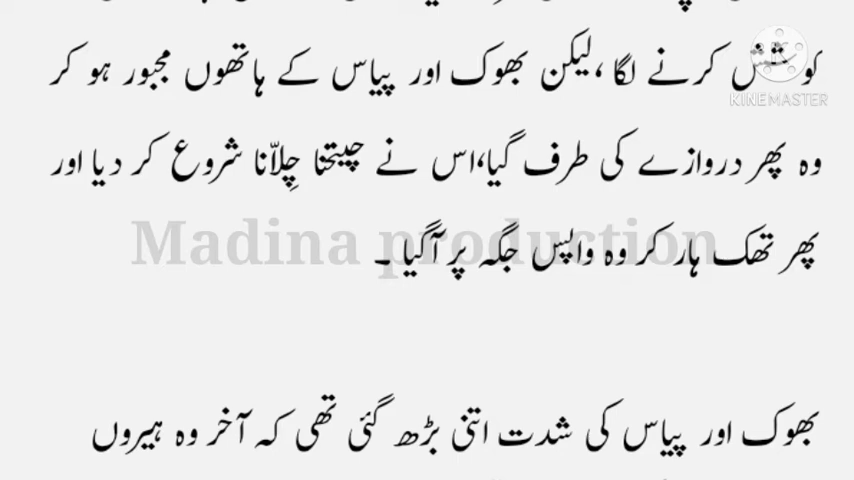 کوشش کرنے لگا ،لیکن بھوک اور پیاس کے ہاتھوں مجبور ہو کر
KINEMASTER
وہ پھر دروازے کی طرف گیا،اس نے چیخنا چِلاّنا شروع کر دیا اور
پھر تھک ہار کر وہ واپس جگہ پر آگیا ۔
Madina production
بھوک اور پیاس کی شدت اتنی بڑھ گئی تھی کہ آخر وہ ہیروں